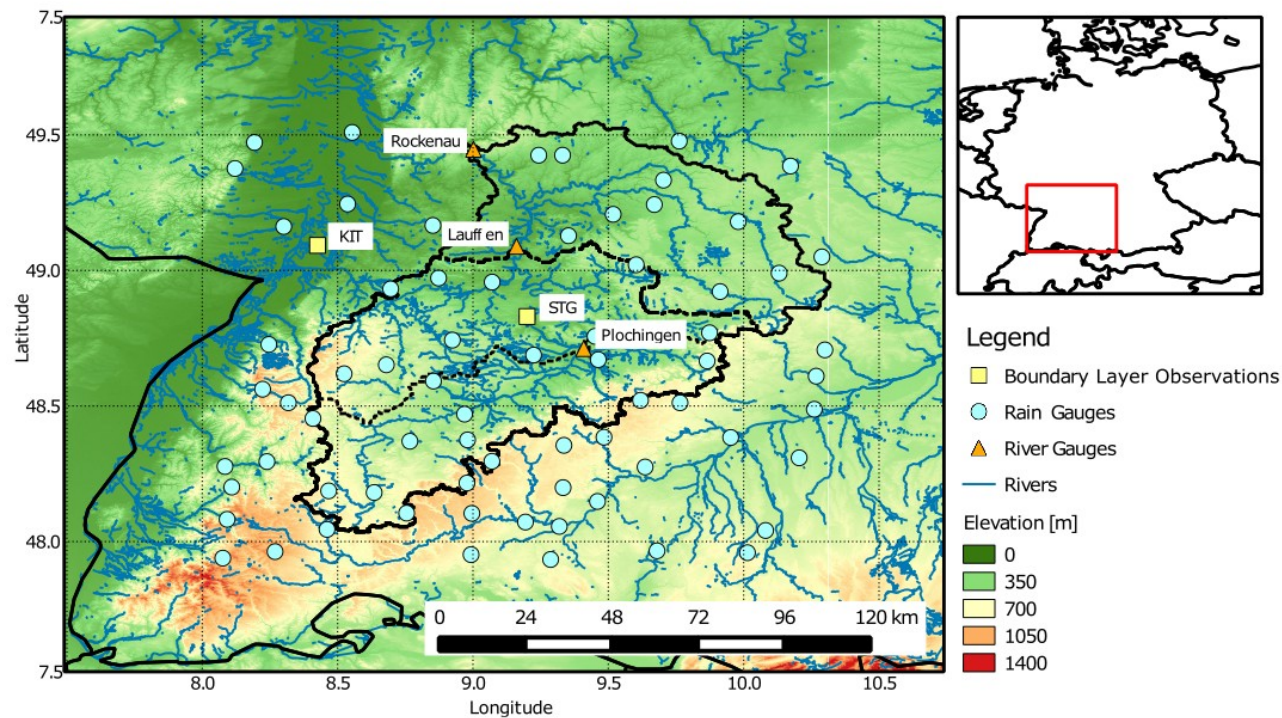 7.5
49.5
49.0
48.5
48.0
7.5
Latitude
Rockenau
KIT
Lauff en
STG
Plochingen
0 24 48 72 96 120 km
8.0 8.5 9.0 9.5 10.0 10.5
Longitude
Legend
Boundary Layer Observations
Rain Gauges
River Gauges
Rivers
Elevation [m]
0
350
700
1050
1400